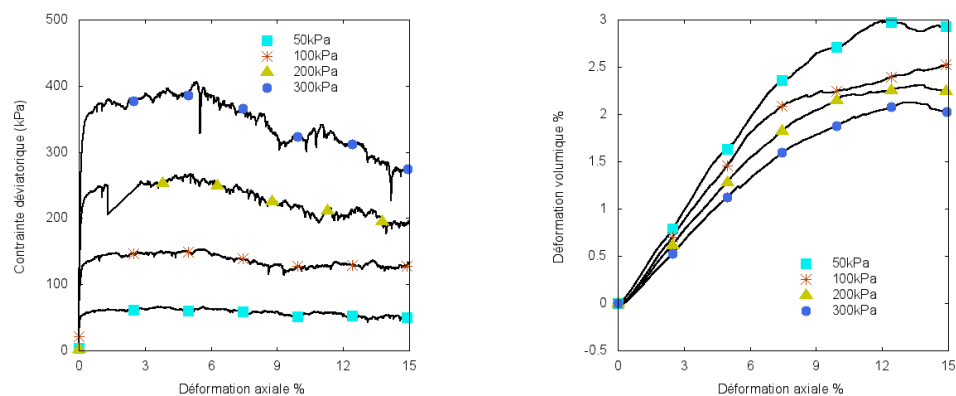 500
400
300
200
100
0
0
3
6
9
12
15
Contrainte déviatorique (kPa)
Déformation axiale %
50kPa
100kPa
200kPa
300kPa
3
2.5
2
1.5
1
0.5
0
-0.5
0
3
6
9
12
15
Déformation volumique %
Déformation axiale %
50kPa
100kPa
200kPa
300kPa